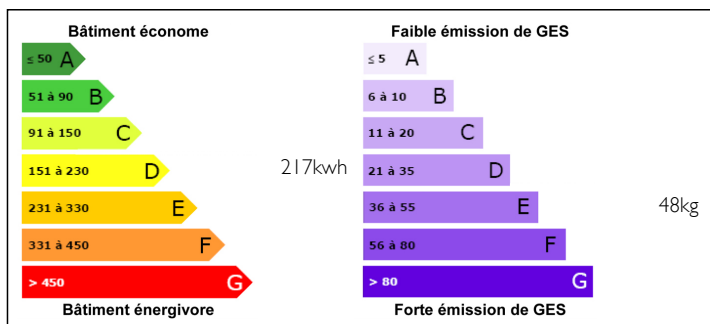 Bâtiment économe
≤ 50 A
51 à 90 B
91 à 150 C
151 à 230 D
217kwh
231 à 330 E
331 à 450 F
> 450 G
Bâtiment énergivore
Faible émission de GES
≤ 5 A
6 à 10 B
11 à 20 C
21 à 35 D
36 à 55 E
48kg
56 à 80 F
> 80 G
Forte émission de GES